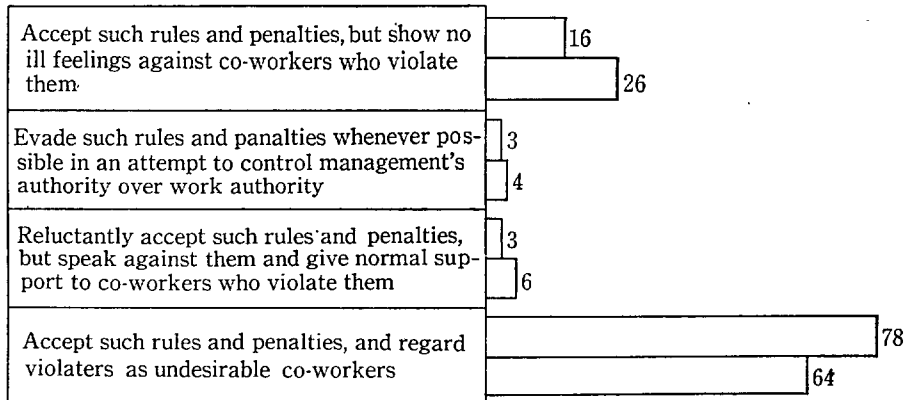 Accept such rules and penalties, but show no
ill feelings against co-workers who violate
them
16
26
Evade such rules and panalties whenever pos-
sible in an attempt to control management's
authority over work authority
3
4
Reluctantly accept such rules and penalties,
but speak against them and give normal sup-
port to co-workers who violate them
3
6
Accept such rules and penalties, and regard
violaters as undesirable co-workers
78
64